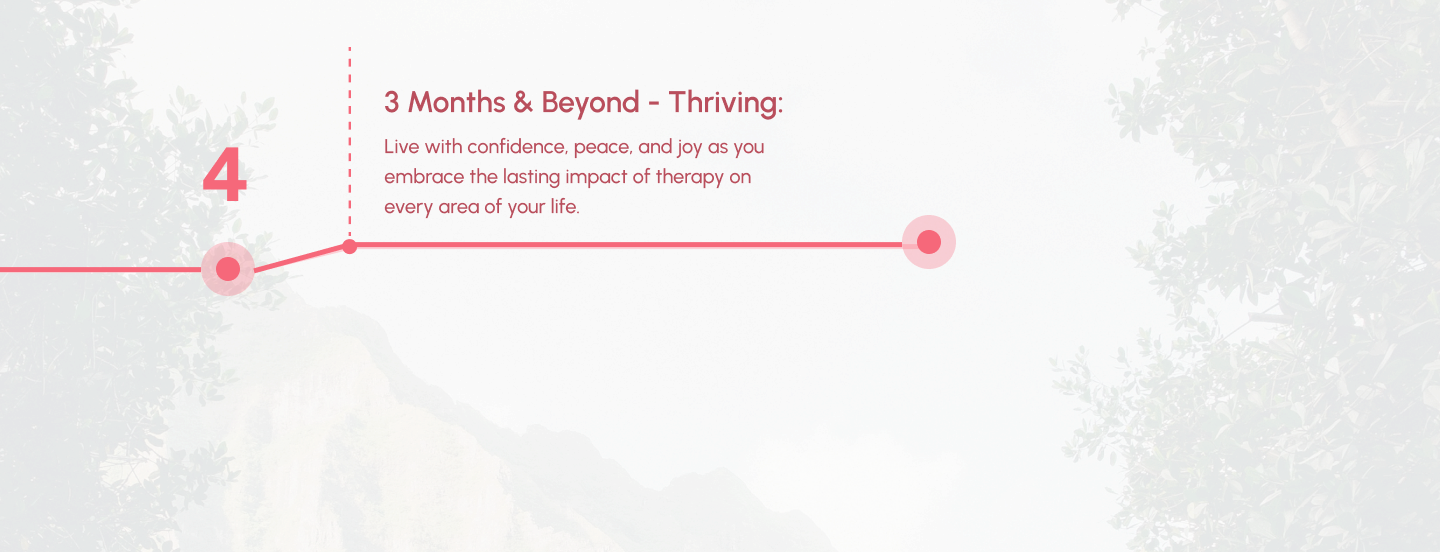 4
3 Months & Beyond - Thriving:
Live with confidence, peace, and joy as you
embrace the lasting impact of therapy on
every area of your life.